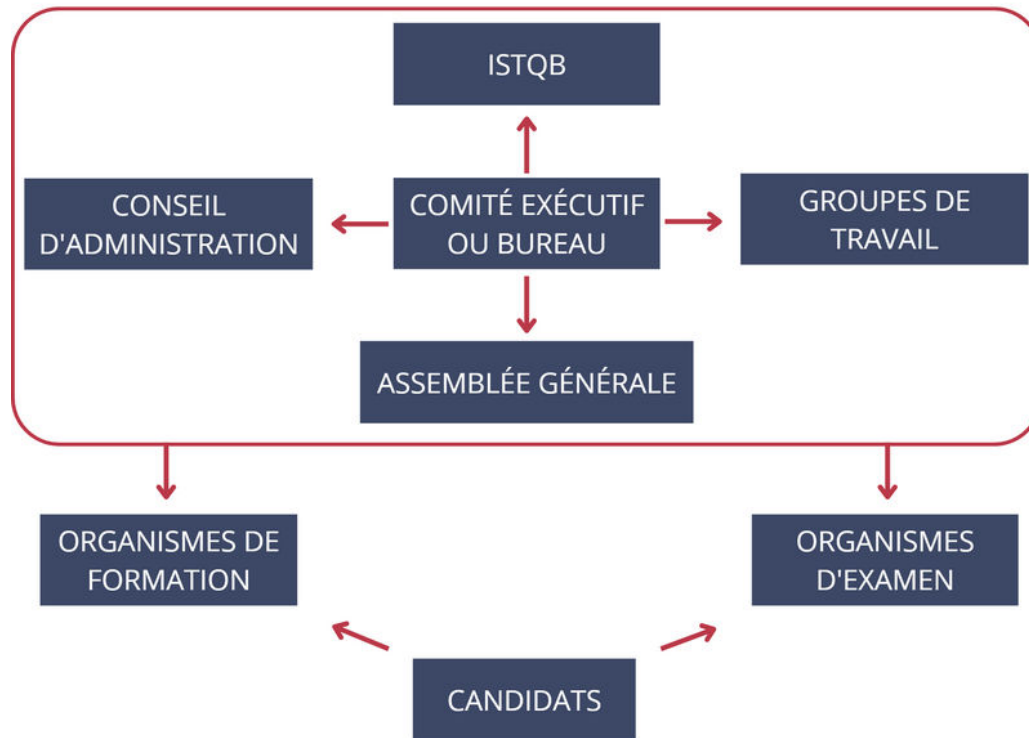 ISTQB
CONSEIL
D'ADMINISTRATION
COMITÉ EXÉCUTIF
OU BUREAU
GROUPES DE
TRAVAIL
ASSEMBLÉE GÉNÉRALE
ORGANISMES DE
FORMATION
ORGANISMES
D'EXAMEN
CANDIDATS